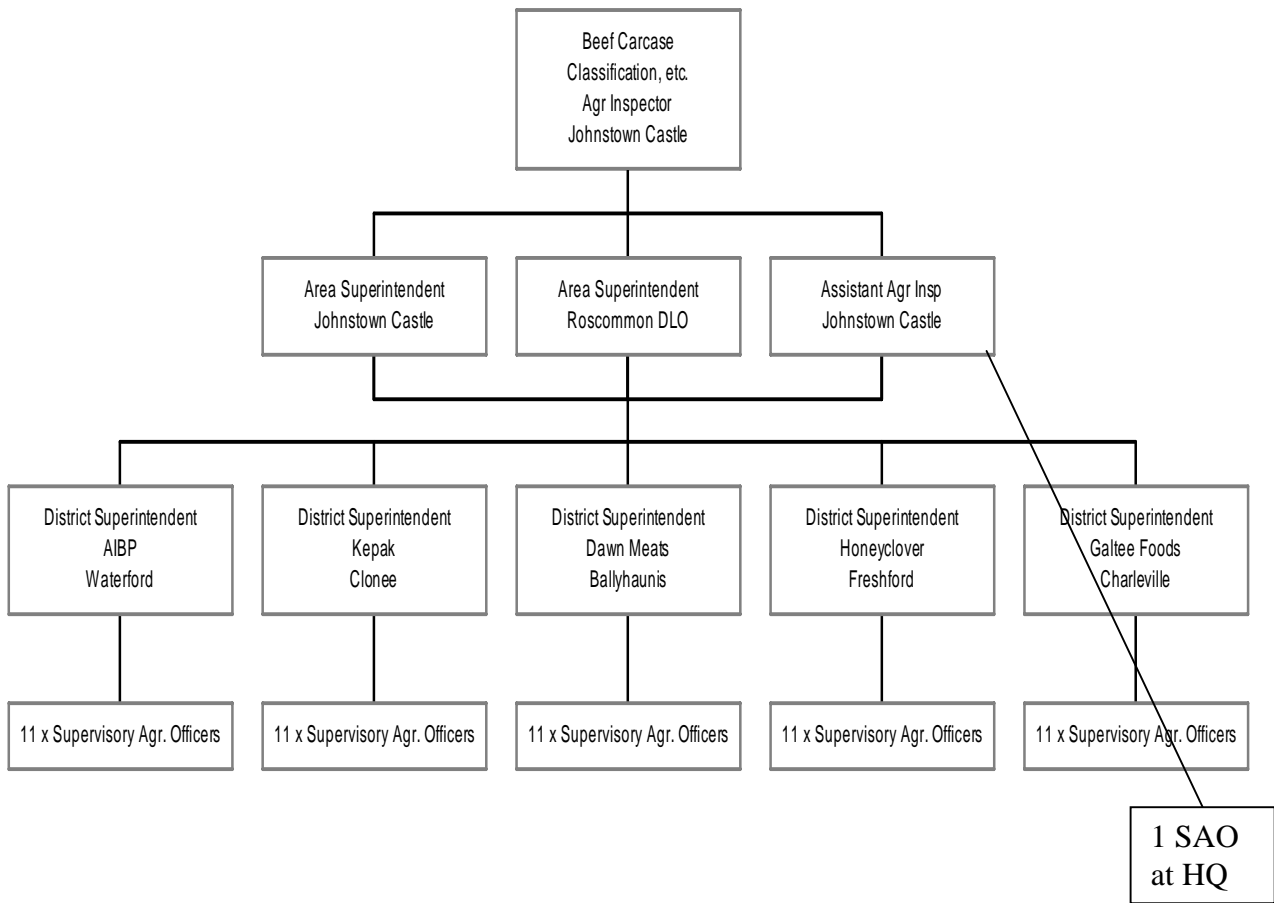 Beef Carcase
Classification, etc.
Agr Inspector
Johnstown Castle
Area Superintendent
Johnstown Castle
Area Superintendent
Roscommon DLO
Assistant Agr Insp
Johnstown Castle
District Superintendent
AIBP
Waterford
District Superintendent
Kepak
Clonee
District Superintendent
Dawn Meats
Ballyhaunis
District Superintendent
Honeyclover
Freshford
District Superintendent
Galtee Foods
Charleville
11 x Supervisory Agr. Officers
11 x Supervisory Agr. Officers
11 x Supervisory Agr. Officers
11 x Supervisory Agr. Officers
11 x Supervisory Agr. Officers
1 SAO
at HQ